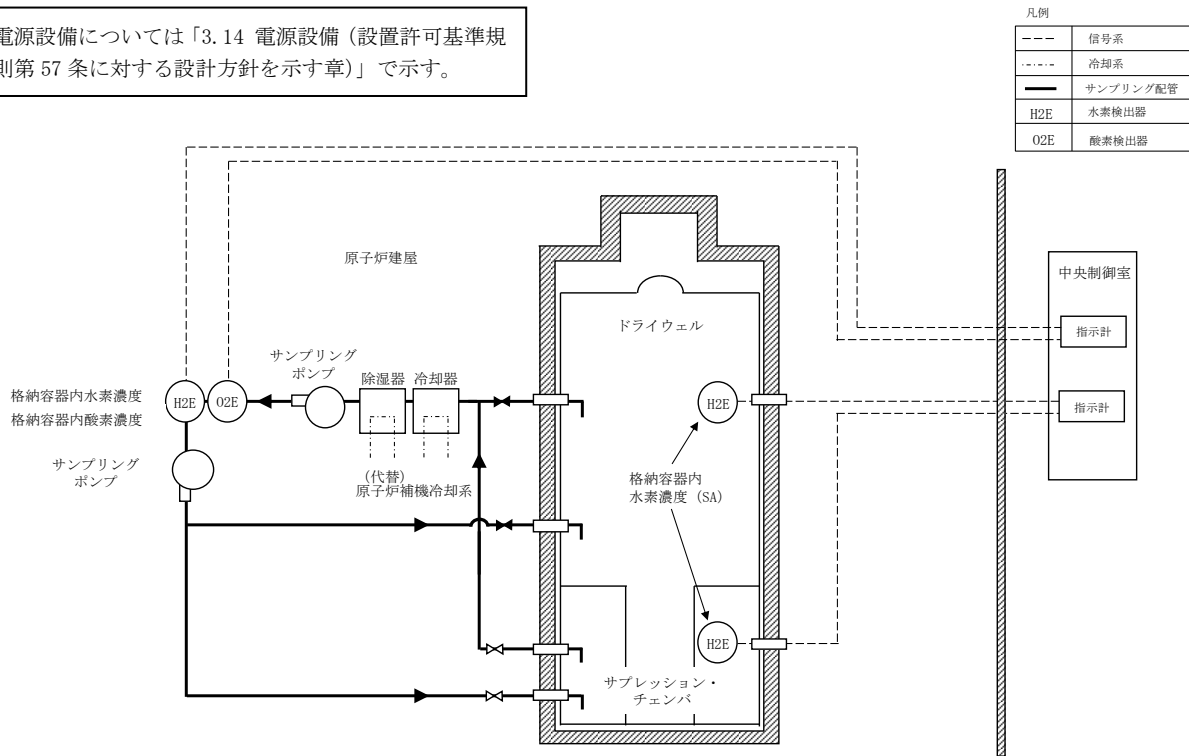 電源設備については「3.14 電源設備（設置許可基準規
則第 57 条に対する設計方針を示す章）」で示す。
凡例
信号系
冷却系
サンプリング配管
H2E 水素検出器
O2E 酸素検出器
原子炉建屋
ドライウェル
中央制御室
指示計
指示計
サンプリング
ポンプ
除湿器 冷却器
格納容器内水素濃度
格納容器内酸素濃度
H2E
O2E
H2E
サンプリング
ポンプ
(代替)
原子炉補機冷却系
格納容器内
水素濃度（SA）
H2E
サプレッション・
チェンバ